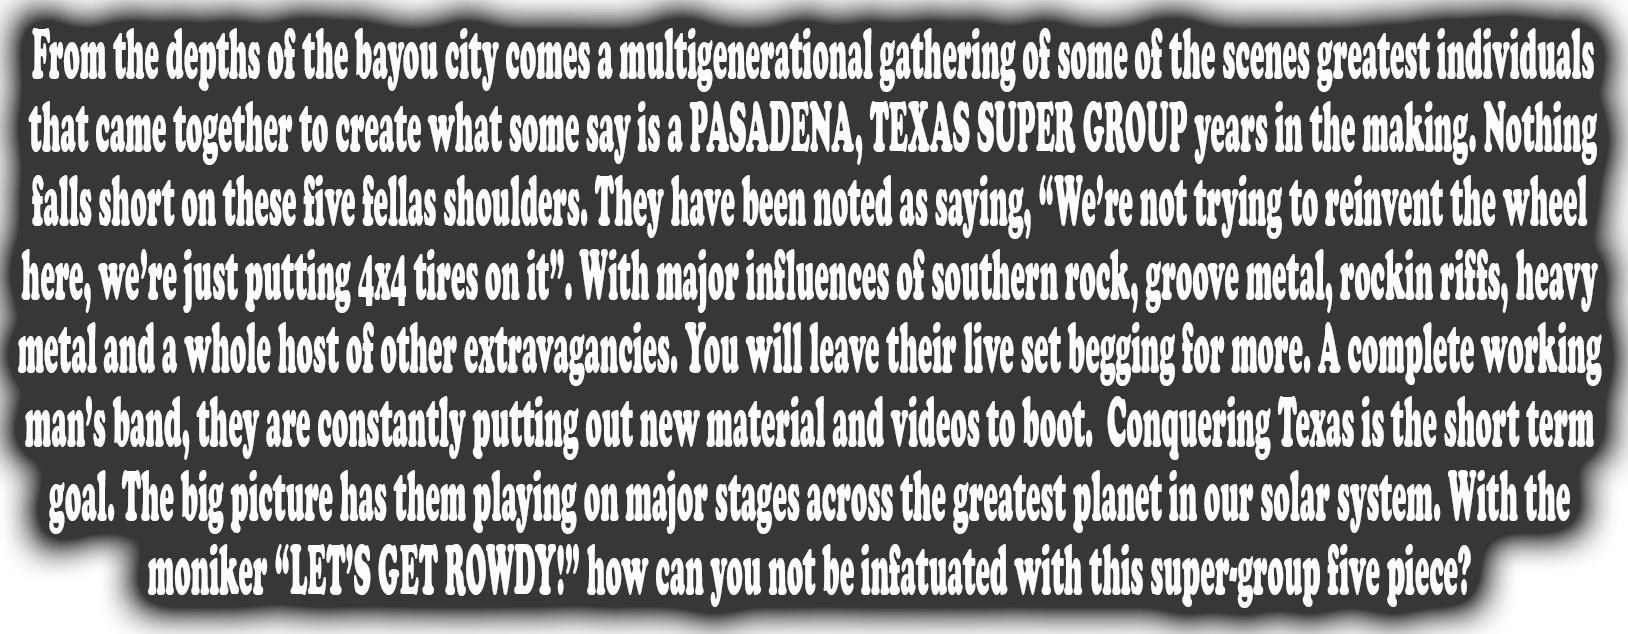 From the depths of the bayou city comes a multigenerational gathering of some of the scenes greatest individuals
that came together to create what some say is a PASADENA, TEXAS SUPER GROUP years in the making. Nothing
falls short on these five fellas shoulders. They have been noted as saying, “We’re not trying to reinvent the wheel
here, we’re just putting 4x4 tires on it”. With major influences of southern rock, groove metal, rockin riffs, heavy
metal and a whole host of other extravagancies. You will leave their live set begging for more. A complete working
man’s band, they are constantly putting out new material and videos to boot.  Conquering Texas is the short term
goal. The big picture has them playing on major stages across the greatest planet in our solar system. With the
moniker “LET’S GET ROWDY!” how can you not be infatuated with this super-group five piece?